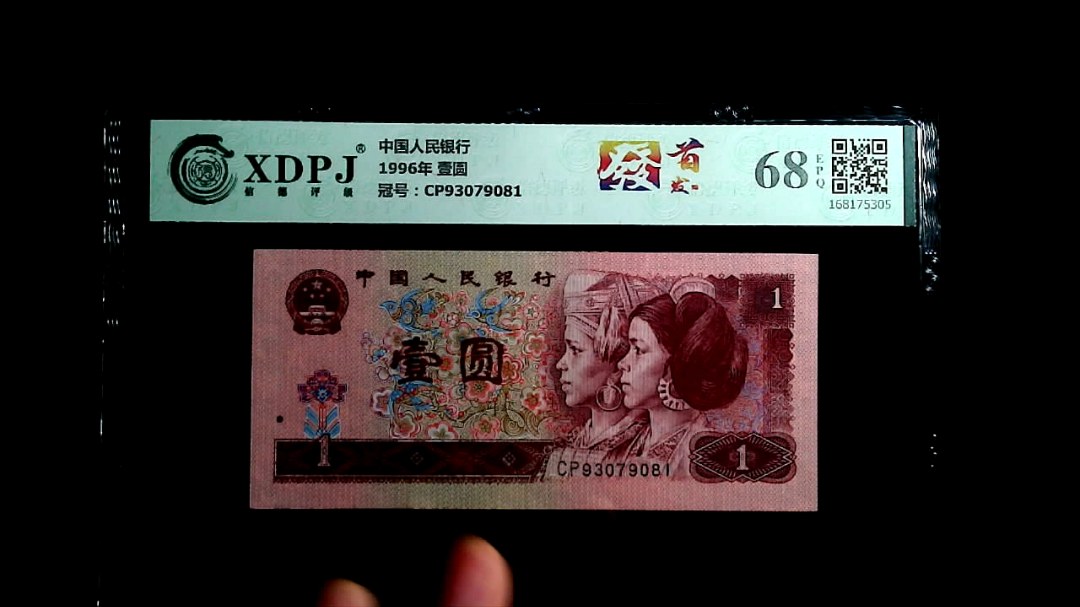 XDPJ®
信德评级
中国人民银行
1996年 壹圆
冠号：CP93079081
發
首发
68
EPQ
168175305
中国人民银行
壹圆
1
1
CP93079081
1